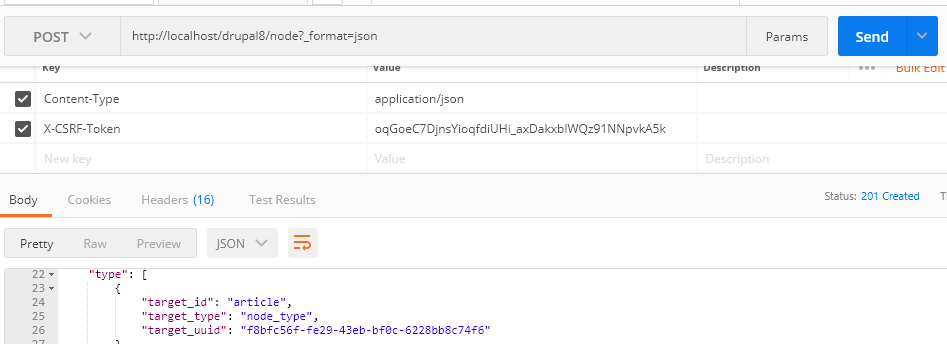 POST http://localhost/drupal8/node?_format=json Params Send
Key Value Description ••• Bulk Edit
Content-Type application/json
X-CSRF-Token oqGoeC7DjnsYioqfdiUHi_axDakxblWQz91NNpvkA5k
New key Value Description
Body Cookies Headers (16) Test Results Status: 201 Created
Pretty Raw Preview JSON
22 "type": [
23 {
24 "target_id": "article",
25 "target_type": "node_type",
26 "target_uuid": "f8bfc56f-fe29-43eb-bf0c-6228bb8c74f6"